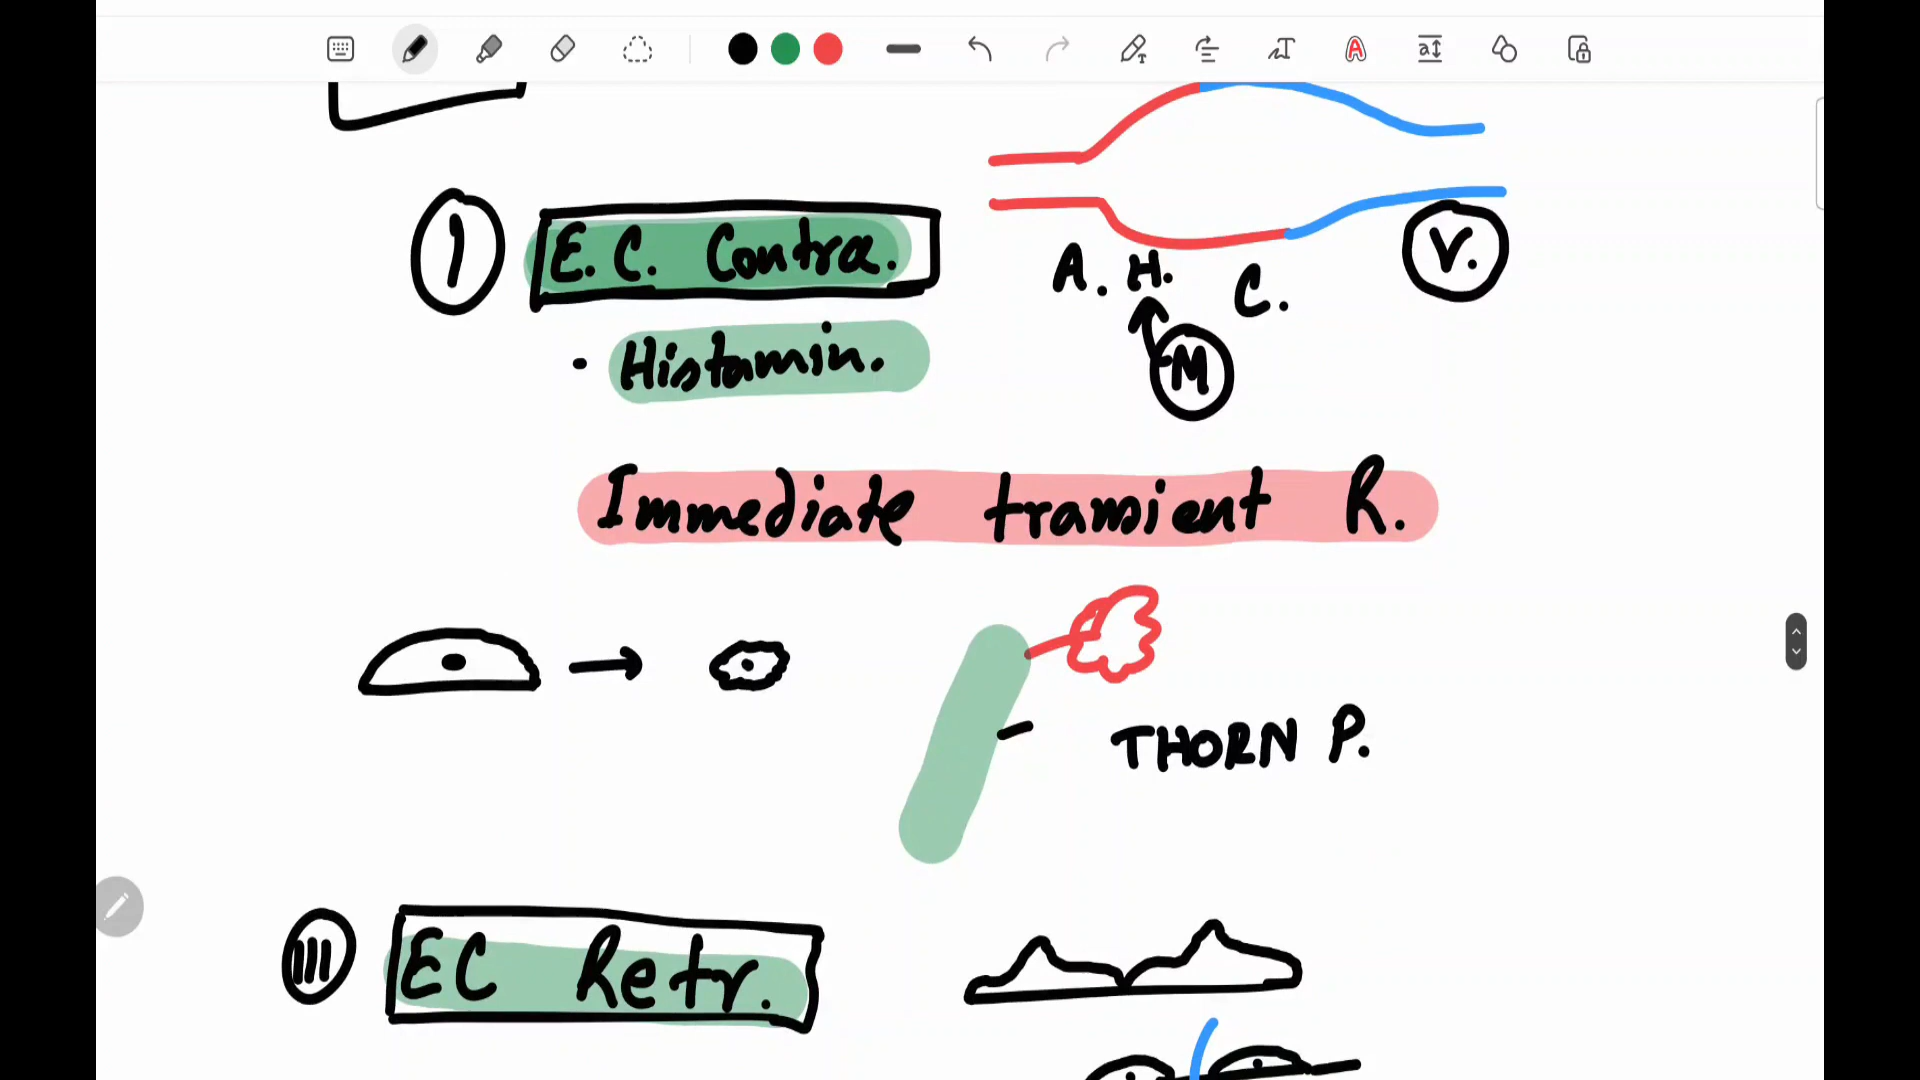 I E.C. Contra.
A. H. C. V.
· Histamin.
M
Immediate transient R.
THORN P.
III EC Retr.